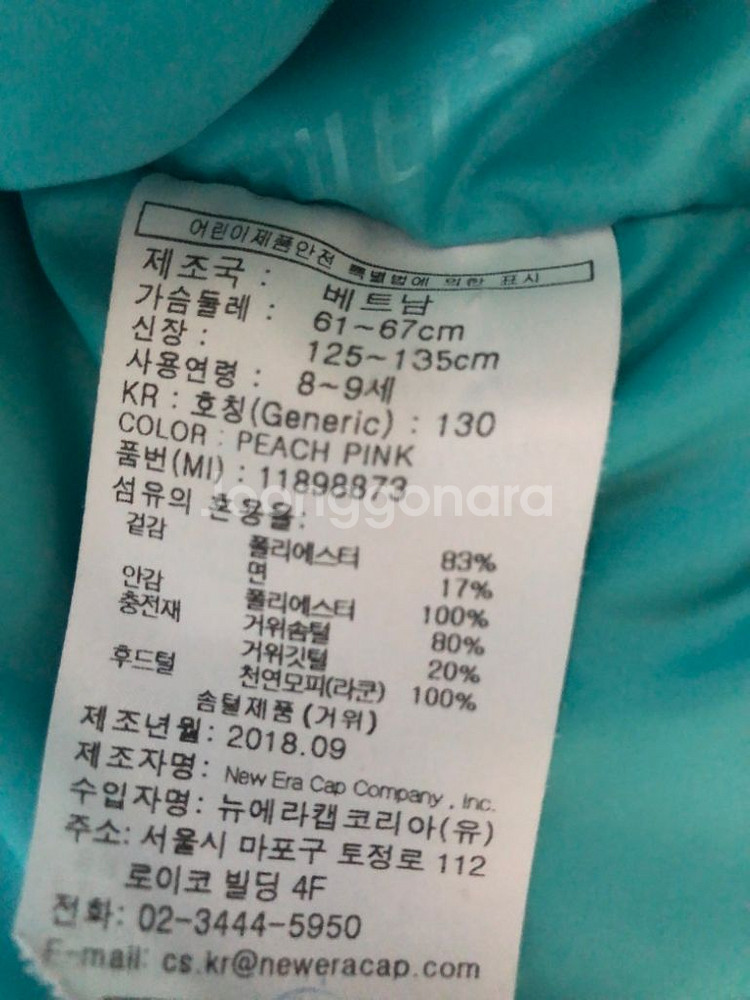 어린이제품안전 특별법에 의한 표시
제조국 : 베트남
가슴둘레 : 61~67cm
신장 : 125~135cm
사용연령 : 8~9세
KR : 호칭(Generic) : 130
COLOR : PEACH PINK
품번(MI) : 11898873
joonggonara
섬유의 혼용율:
겉감 폴리에스터 83%
면 17%
안감 폴리에스터 100%
충전재 거위솜털 80%
거위깃털 20%
후드털 천연모피(라쿤) 100%
솜털제품 (거위)
제조년월: 2018.09
제조자명: New Era Cap Company, Inc.
수입자명: 뉴에라캡코리아(유)
주소: 서울시 마포구 토정로 112
로이코 빌딩 4F
전화: 02-3444-5950
E-mail: cs.kr@neweracap.com